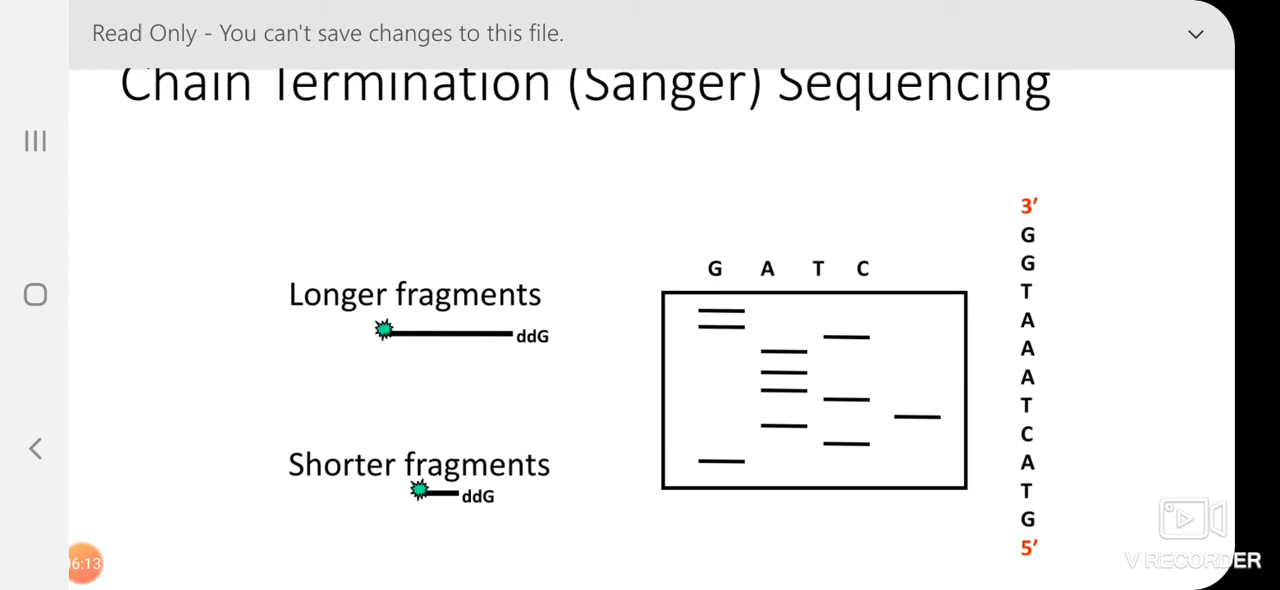 Read Only - You can't save changes to this file.
Chain Termination (Sanger) Sequencing
3'
G
G
T
A
A
A
T
C
A
T
G
5'
G A T C
Longer fragments
ddG
Shorter fragments
ddG
6:13
V RECORDER